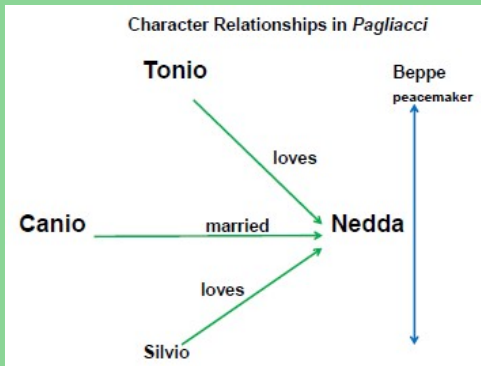 Character Relationships in Pagliacci
Tonio
Beppe
peacemaker
loves
Canio
married
Nedda
loves
Silvio